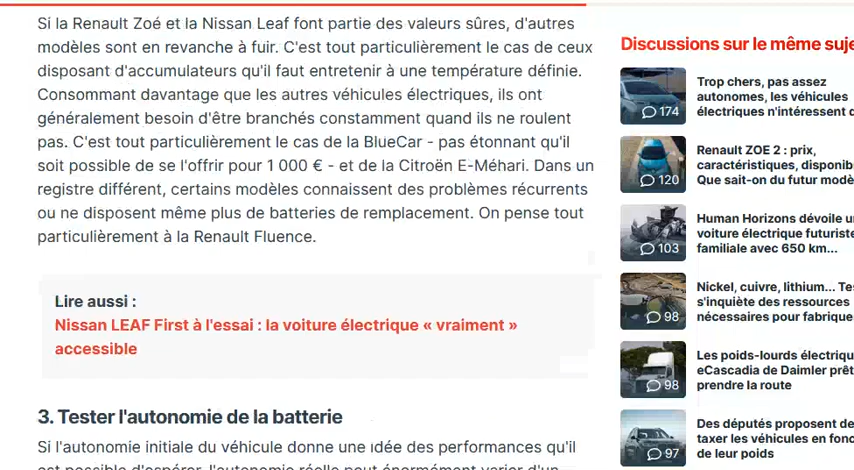 Si la Renault Zoé et la Nissan Leaf font partie des valeurs sûres, d'autres
modèles sont en revanche à fuir. C'est tout particulièrement le cas de ceux
disposant d'accumulateurs qu'il faut entretenir à une température définie.
Consommant davantage que les autres véhicules électriques, ils ont
généralement besoin d'être branchés constamment quand ils ne roulent
pas. C'est tout particulièrement le cas de la BlueCar - pas étonnant qu'il
soit possible de se l'offrir pour 1 000 € - et de la Citroën E-Méhari. Dans un
registre différent, certains modèles connaissent des problèmes récurrents
ou ne disposent même plus de batteries de remplacement. On pense tout
particulièrement à la Renault Fluence.
Lire aussi :
Nissan LEAF First à l'essai : la voiture électrique « vraiment »
accessible
3. Tester l'autonomie de la batterie
Si l'autonomie initiale du véhicule donne une idée des performances qu'il
est possible d'espérer, l'autonomie réelle peut énormément varier d'un
Discussions sur le même suje
Trop chers, pas assez
autonomes, les véhicules
électriques n'intéressent
174
Renault ZOE 2 : prix,
caractéristiques, disponib
Que sait-on du futur modè
120
Human Horizons dévoile u
voiture électrique futuriste
familiale avec 650 km...
103
Nickel, cuivre, lithium... Te
s'inquiète des ressources
nécessaires pour fabrique
98
Les poids-lourds électriqu
eCascadia de Daimler prêt
prendre la route
98
Des députés proposent de
taxer les véhicules en fonc
de leur poids
97